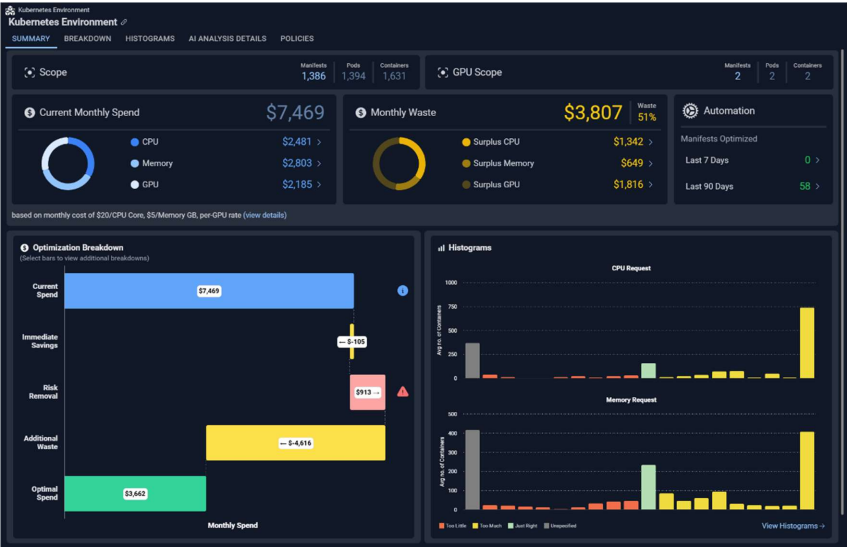 Kubernetes Environment
Kubernetes Environment
SUMMARY BREAKDOWN HISTOGRAMS AI ANALYSIS DETAILS POLICIES
Scope
Manifests Pods Containers
1,386 1,394 1,631
GPU Scope
Manifests Pods Containers
2 2 2
Current Monthly Spend $7,469
CPU $2,481 >
Memory $2,803 >
GPU $2,185 >
Monthly Waste $3,807 Waste 51%
Surplus CPU $1,342 >
Surplus Memory $649 >
Surplus GPU $1,816 >
Automation
Manifests Optimized
Last 7 Days 0 >
Last 90 Days 58 >
based on monthly cost of $20/CPU Core, $5/Memory GB, per-GPU rate (view details)
Optimization Breakdown
(Select bars to view additional breakdowns)
Current
Spend
$7,469
Immediate
Savings
← $-105
Risk
Removal
$913 →
Additional
Waste
← $-4,616
Optimal
Spend
$3,662
Monthly Spend
Histograms
CPU Request
Avg no. of Containers
1000
750
500
250
0
Memory Request
Avg no. of Containers
500
400
300
200
100
0
Too Little Too Much Just Right Unspecified
View Histograms →